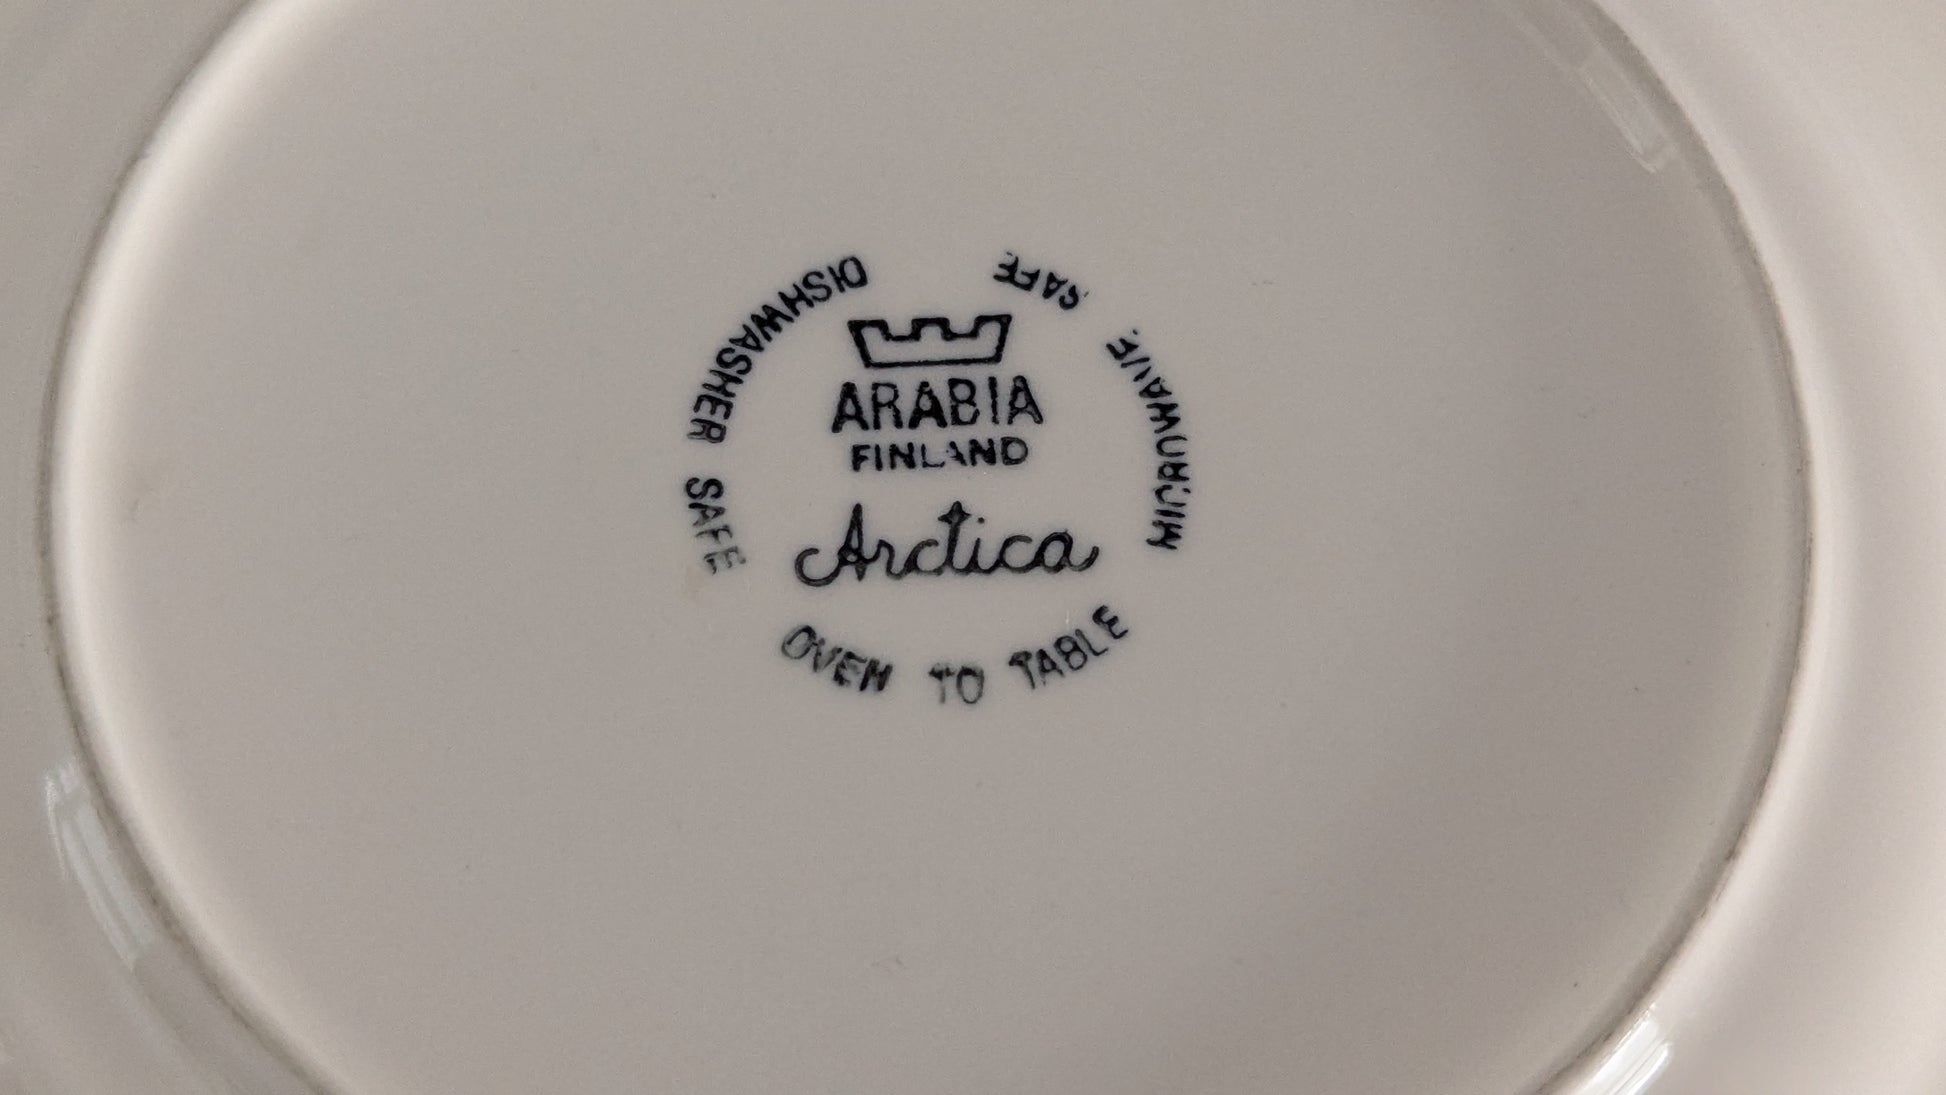 ARABIA
FINLAND
Arctica
DISHWASHER SAFE
OVEN TO TABLE
MICROWAVE SAFE